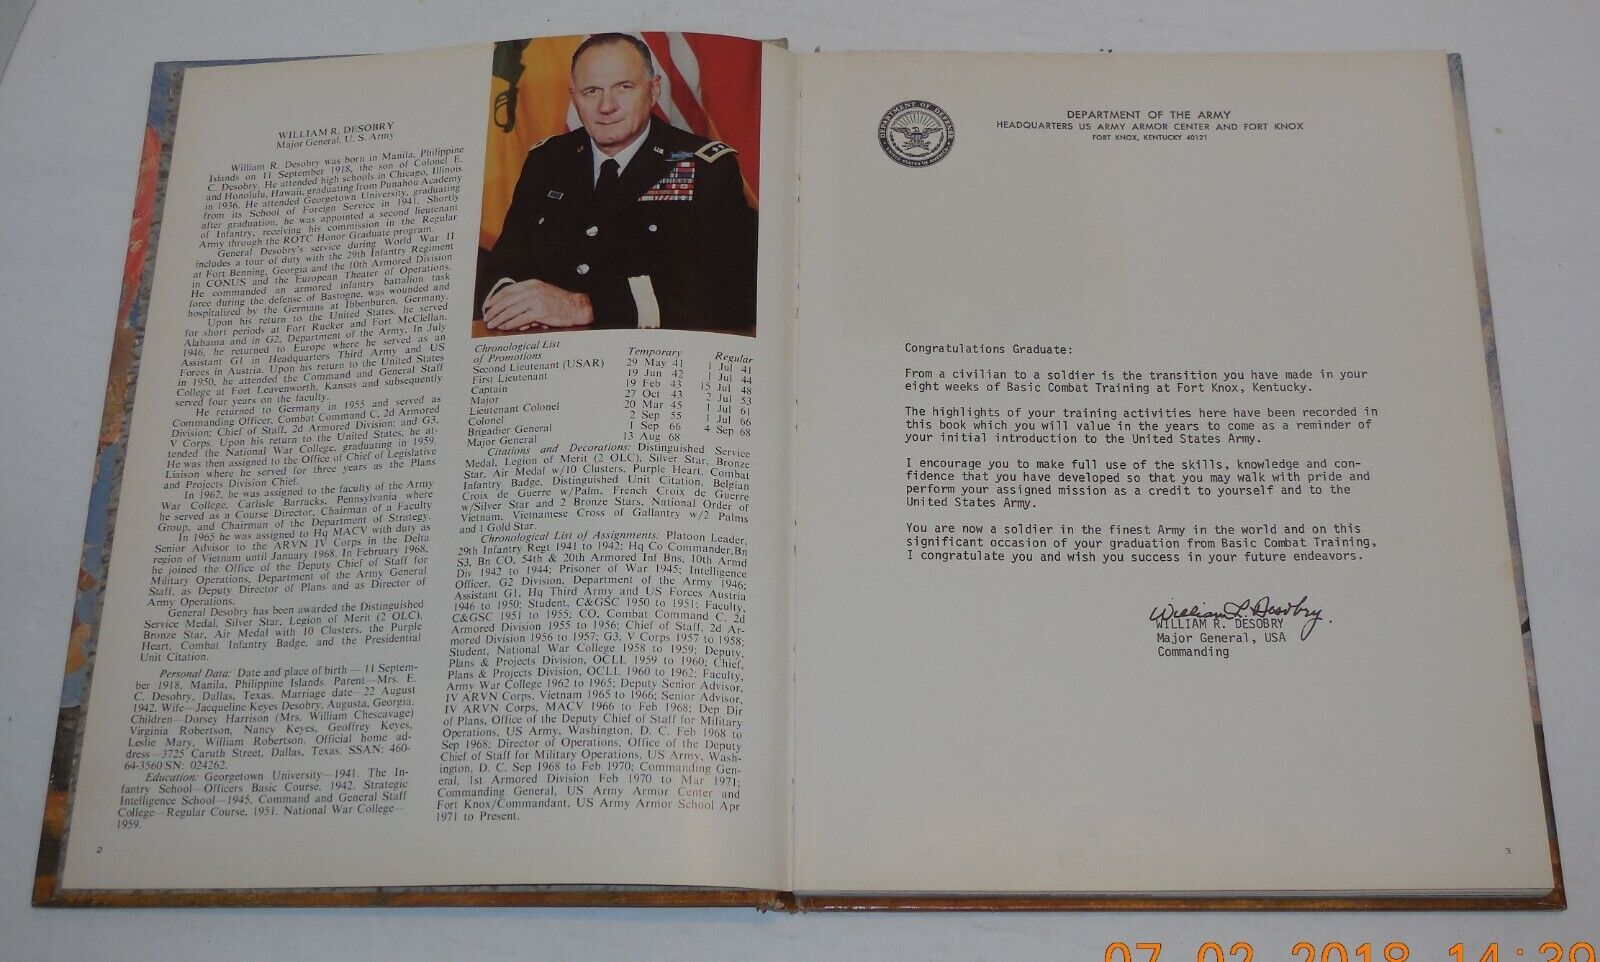 WILLIAM R. DESOBRY
Major General, U. S. Army
William R. Desobry was born in Manila, Philippine
Islands on 11 September 1918, the son of Colonel E.
C. Desobry. He attended high schools in Chicago, Illinois
and Honolulu, Hawaii, graduating from Punahou Academy
in 1936. He attended Georgetown University, graduating
from its School of Foreign Service in 1941. Shortly
after graduation, he was appointed a second lieutenant
of Infantry, receiving his commission in the Regular
Army through the ROTC Honor Graduate program.
General Desobry's service during World War II
includes a tour of duty with the 29th Infantry Regiment
at Fort Benning, Georgia and the 10th Armored Division
in CONUS and the European Theater of Operations.
He commanded an armored infantry battalion task
force during the defense of Bastogne, was wounded and
hospitalized by the Germans at Ibbenburen, Germany.
Upon his return to the United States, he served
for short periods at Fort Rucker and Fort McClellan,
Alabama and in G2, Department of the Army. In July
1946, he returned to Europe where he served as an
Assistant G1 in Headquarters Third Army and US
Forces in Austria. Upon his return to the United States
in 1950, he attended the Command and General Staff
College at Fort Leavenworth, Kansas and subsequently
served four years on the faculty.
He returned to Germany in 1955 and served as
Commanding Officer, Combat Command C, 2d Armored
Division; Chief of Staff, 2d Armored Division; and G3,
V Corps. Upon his return to the United States, he at-
tended the National War College, graduating in 1959.
He was then assigned to the Office of Chief of Legislative
Liaison where he served for three years as the Plans
and Projects Division Chief.
In 1962, he was assigned to the faculty of the Army
War College, Carlisle Barracks, Pennsylvania where
he served as a Course Director, Chairman of a Faculty
Group, and Chairman of the Department of Strategy.
In 1965 he was assigned to Hq MACV with duty as
Senior Advisor to the ARVN IV Corps in the Delta
region of Vietnam until January 1968. In February 1968,
he joined the Office of the Deputy Chief of Staff for
Military Operations, Department of the Army General
Staff, as Deputy Director of Plans and as Director of
Army Operations.
General Desobry has been awarded the Distinguished
Service Medal, Silver Star, Legion of Merit (2 OLC),
Bronze Star, Air Medal with 10 Clusters, the Purple
Heart, Combat Infantry Badge, and the Presidential
Unit Citation.
Personal Data: Date and place of birth — 11 Septem-
ber 1918, Manila, Philippine Islands. Parent—Mrs. E.
C. Desobry, Dallas, Texas. Marriage date—22 August
1942. Wife—Jacqueline Keyes Desobry, Augusta, Georgia.
Children—Dorsey Harrison (Mrs. William Chescavage)
Virginia Robertson, Nancy Keyes, Geoffrey Keyes,
Leslie Mary, William Robertson. Official home ad-
dress—3725 Caruth Street, Dallas, Texas. SSAN: 460-
64-3560 SN: 024262.
Education: Georgetown University—1941. The In-
fantry School—Officers Basic Course, 1942. Strategic
Intelligence School—1945. Command and General Staff
College—Regular Course, 1951. National War College—
1959.
2
Chronological List
of Promotions Temporary Regular
Second Lieutenant (USAR) 29 May 41 1 Jul 41
First Lieutenant 19 Jun 42 1 Jul 44
Captain 19 Feb 43 15 Jul 48
Major 27 Oct 43 2 Jul 53
Lieutenant Colonel 20 Mar 45 1 Jul 61
Colonel 2 Sep 55 1 Jul 66
Brigadier General 1 Sep 66 4 Sep 68
Major General 13 Aug 68
Citations and Decorations: Distinguished Service
Medal, Legion of Merit (2 OLC), Silver Star, Bronze
Star, Air Medal w/10 Clusters, Purple Heart, Combat
Infantry Badge, Distinguished Unit Citation, Belgian
Croix de Guerre w/Palm, French Croix de Guerre
w/Silver Star and 2 Bronze Stars, National Order of
Vietnam, Vietnamese Cross of Gallantry w/2 Palms
and 1 Gold Star.
Chronological List of Assignments: Platoon Leader,
29th Infantry Regt 1941 to 1942; Hq Co Commander, Bn
S3, Bn CO, 54th & 20th Armored Inf Bns, 10th Armd
Div 1942 to 1944; Prisoner of War 1945; Intelligence
Officer, G2 Division, Department of the Army 1946;
Assistant G1, Hq Third Army and US Forces Austria
1946 to 1950; Student, C&GSC 1950 to 1951; Faculty,
C&GSC 1951 to 1955; CO, Combat Command C, 2d
Armored Division 1955 to 1956; Chief of Staff, 2d Ar-
mored Division 1956 to 1957; G3, V Corps 1957 to 1958;
Student, National War College 1958 to 1959; Deputy,
Plans & Projects Division, OCLL 1959 to 1960; Chief,
Plans & Projects Division, OCLL 1960 to 1962; Faculty,
Army War College 1962 to 1965; Deputy Senior Advisor,
IV ARVN Corps, Vietnam 1965 to 1966; Senior Advisor,
IV ARVN Corps, MACV 1966 to Feb 1968; Dep Dir
of Plans, Office of the Deputy Chief of Staff for Military
Operations, US Army, Washington, D. C. Feb 1968 to
Sep 1968; Director of Operations, Office of the Deputy
Chief of Staff for Military Operations, US Army, Wash-
ington, D. C. Sep 1968 to Feb 1970; Commanding Gen-
eral, 1st Armored Division Feb 1970 to Mar 1971;
Commanding General, US Army Armor Center and
Fort Knox/Commandant, US Army Armor School Apr
1971 to Present.
DEPARTMENT OF DEFENSE
UNITED STATES OF AMERICA
DEPARTMENT OF THE ARMY
HEADQUARTERS US ARMY ARMOR CENTER AND FORT KNOX
FORT KNOX, KENTUCKY 40121
Congratulations Graduate:
From a civilian to a soldier is the transition you have made in your
eight weeks of Basic Combat Training at Fort Knox, Kentucky.
The highlights of your training activities here have been recorded in
this book which you will value in the years to come as a reminder of
your initial introduction to the United States Army.
I encourage you to make full use of the skills, knowledge and con-
fidence that you have developed so that you may walk with pride and
perform your assigned mission as a credit to yourself and to the
United States Army.
You are now a soldier in the finest Army in the world and on this
significant occasion of your graduation from Basic Combat Training,
I congratulate you and wish you success in your future endeavors.
William R Desobry
WILLIAM R. DESOBRY
Major General, USA
Commanding
3
07 02 2018 14:39